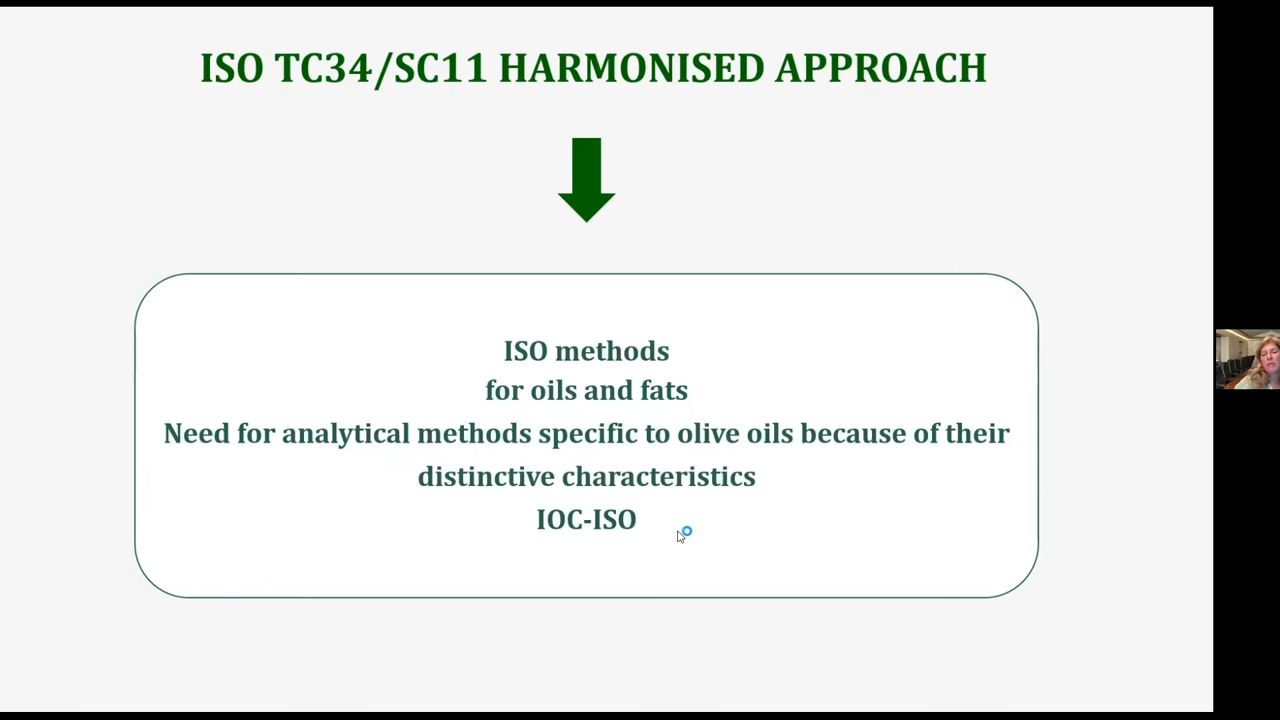 ISO TC34/SC11 HARMONISED APPROACH
ISO methods
for oils and fats
Need for analytical methods specific to olive oils because of their
distinctive characteristics
IOC-ISO